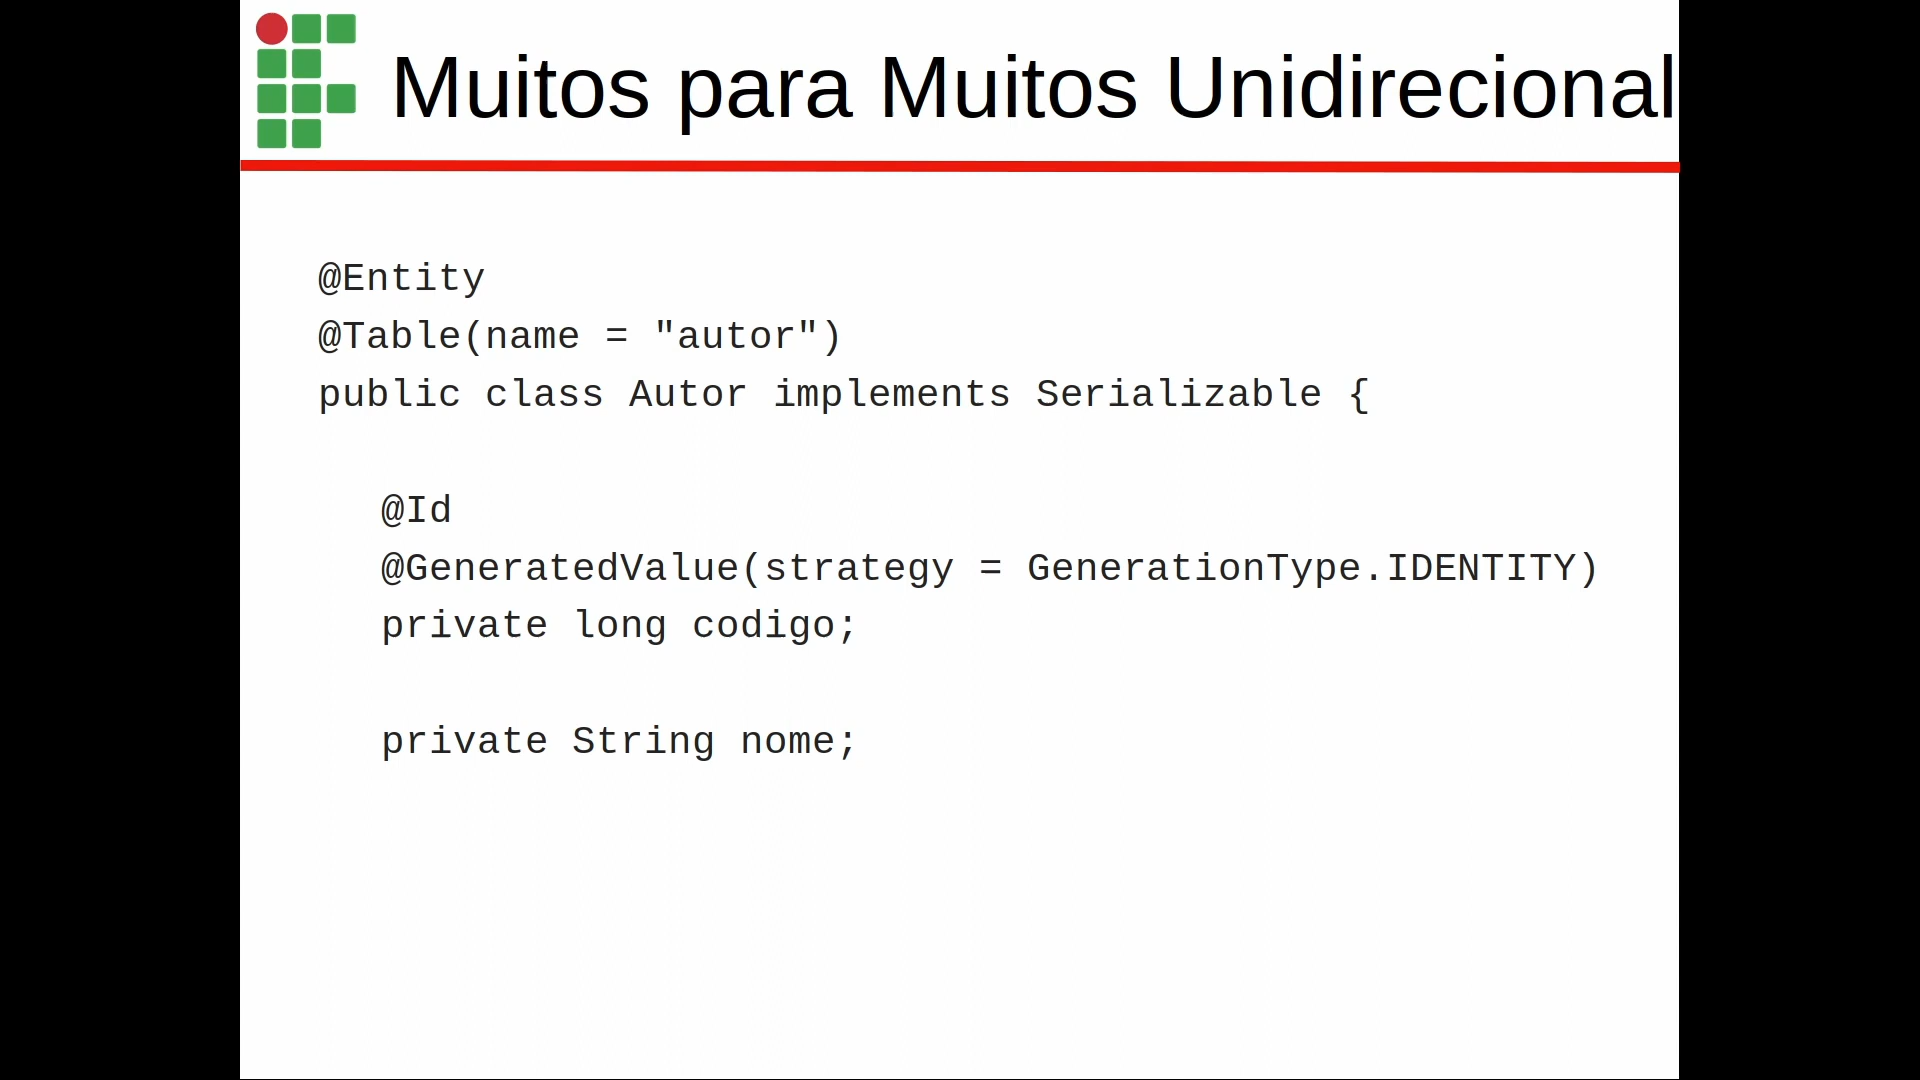 Muitos para Muitos Unidirecional
@Entity
@Table(name = "autor")
public class Autor implements Serializable {
@Id
@GeneratedValue(strategy = GenerationType.IDENTITY)
private long codigo;
private String nome;